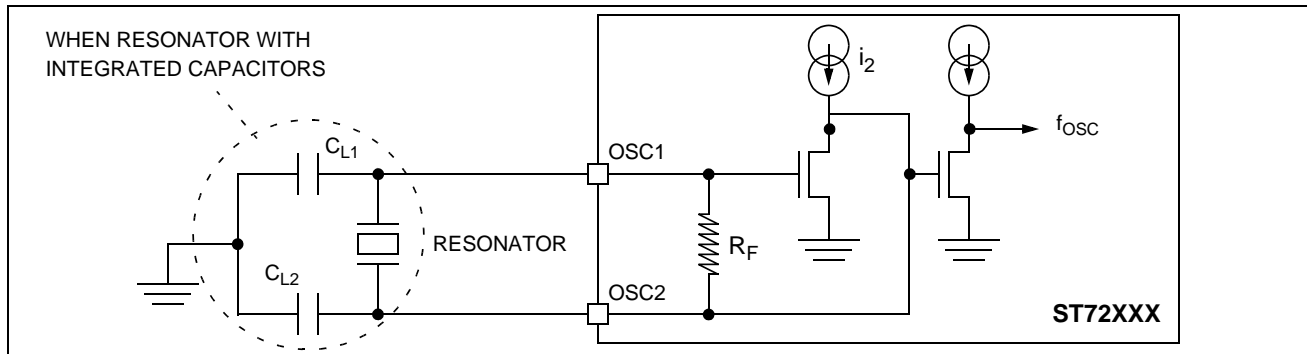 WHEN RESONATOR WITH
INTEGRATED CAPACITORS
i2
fOSC
CL1
OSC1
RESONATOR
RF
CL2
OSC2
ST72XXX